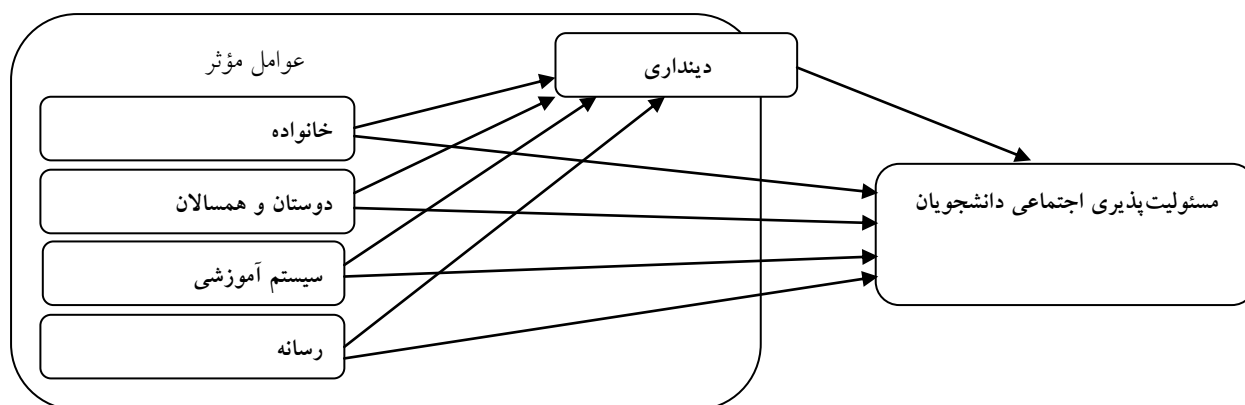 عوامل مؤثر
دینداری
خانواده
دوستان و همسالان
سیستم آموزشی
رسانه
مسئولیت‌پذیری اجتماعی دانشجویان